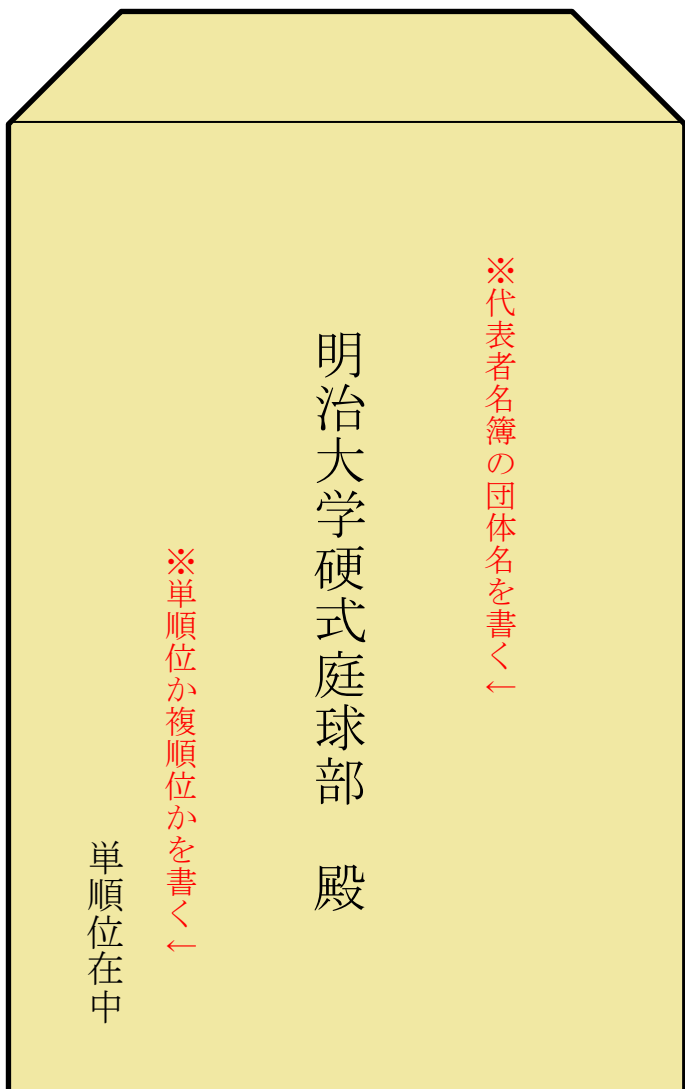 ※代表者名簿の団体名を書く←
明治大学硬式庭球部　殿
※単順位か複順位かを書く←
単順位在中